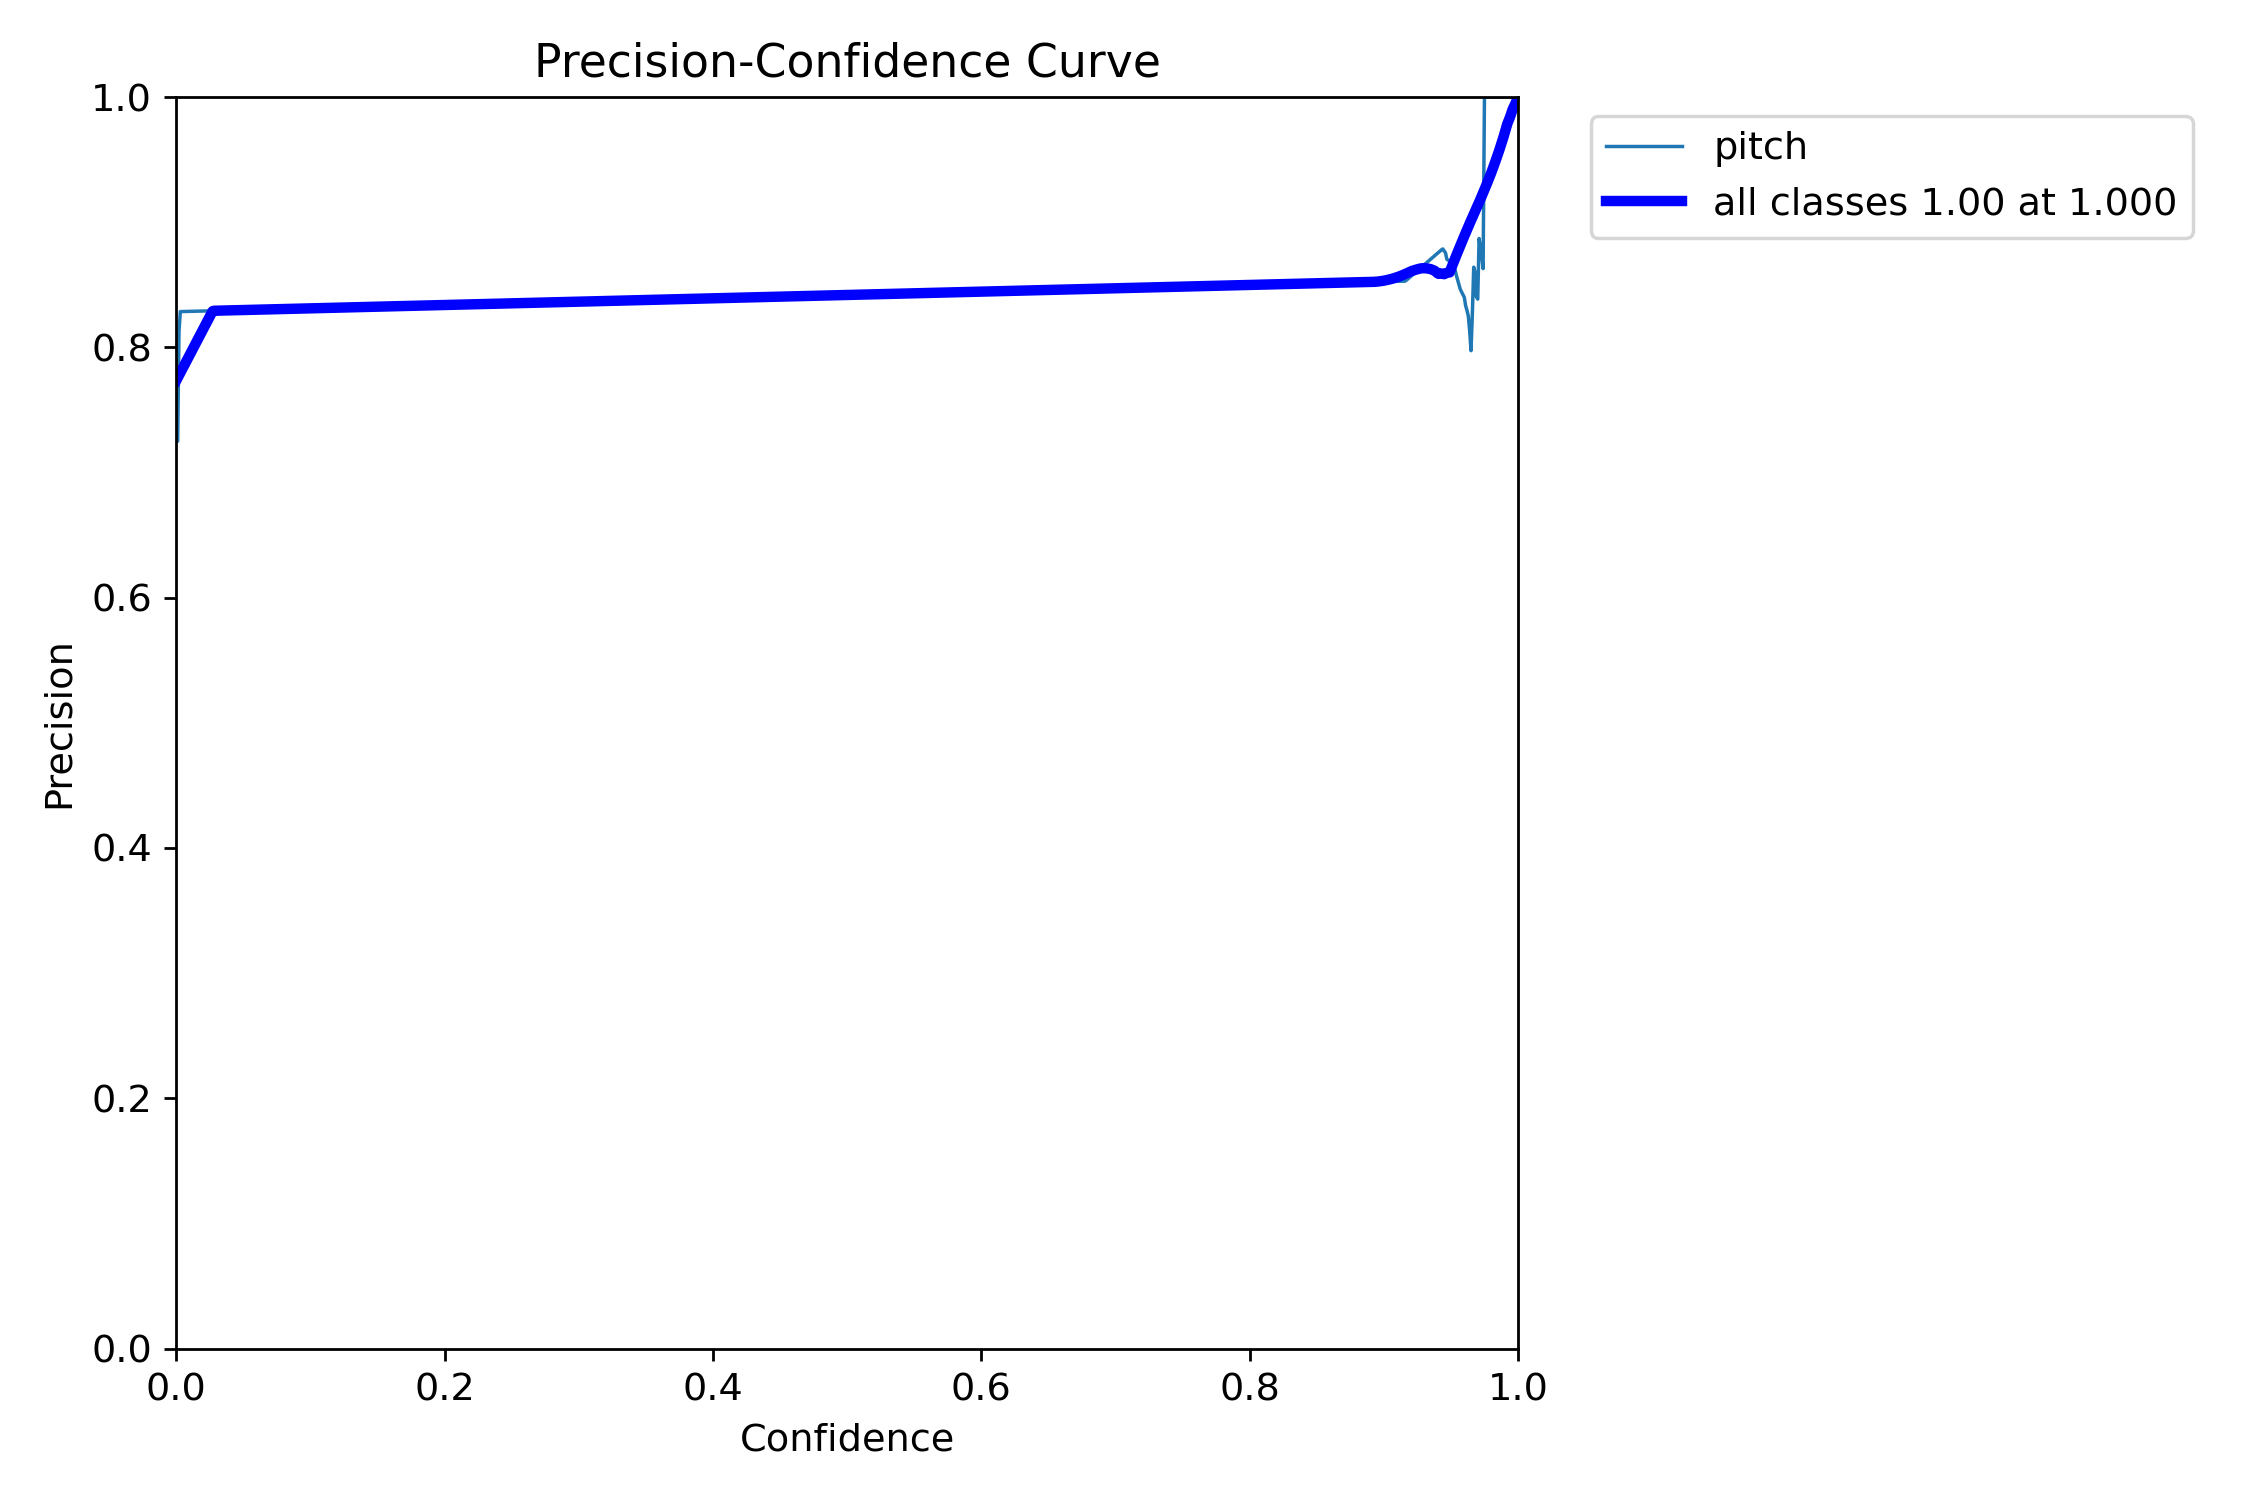 Precision-Confidence Curve
1.0
0.8
0.6
0.4
0.2
0.0
Precision
0.0 0.2 0.4 0.6 0.8 1.0
Confidence
pitch
all classes 1.00 at 1.000